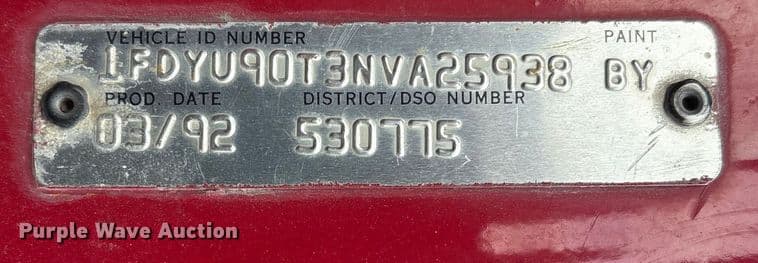 VEHICLE ID NUMBER PAINT
1FDYU90T3NVA25938 BY
PROD. DATE DISTRICT/DSO NUMBER
03/92 530775
Purple Wave Auction